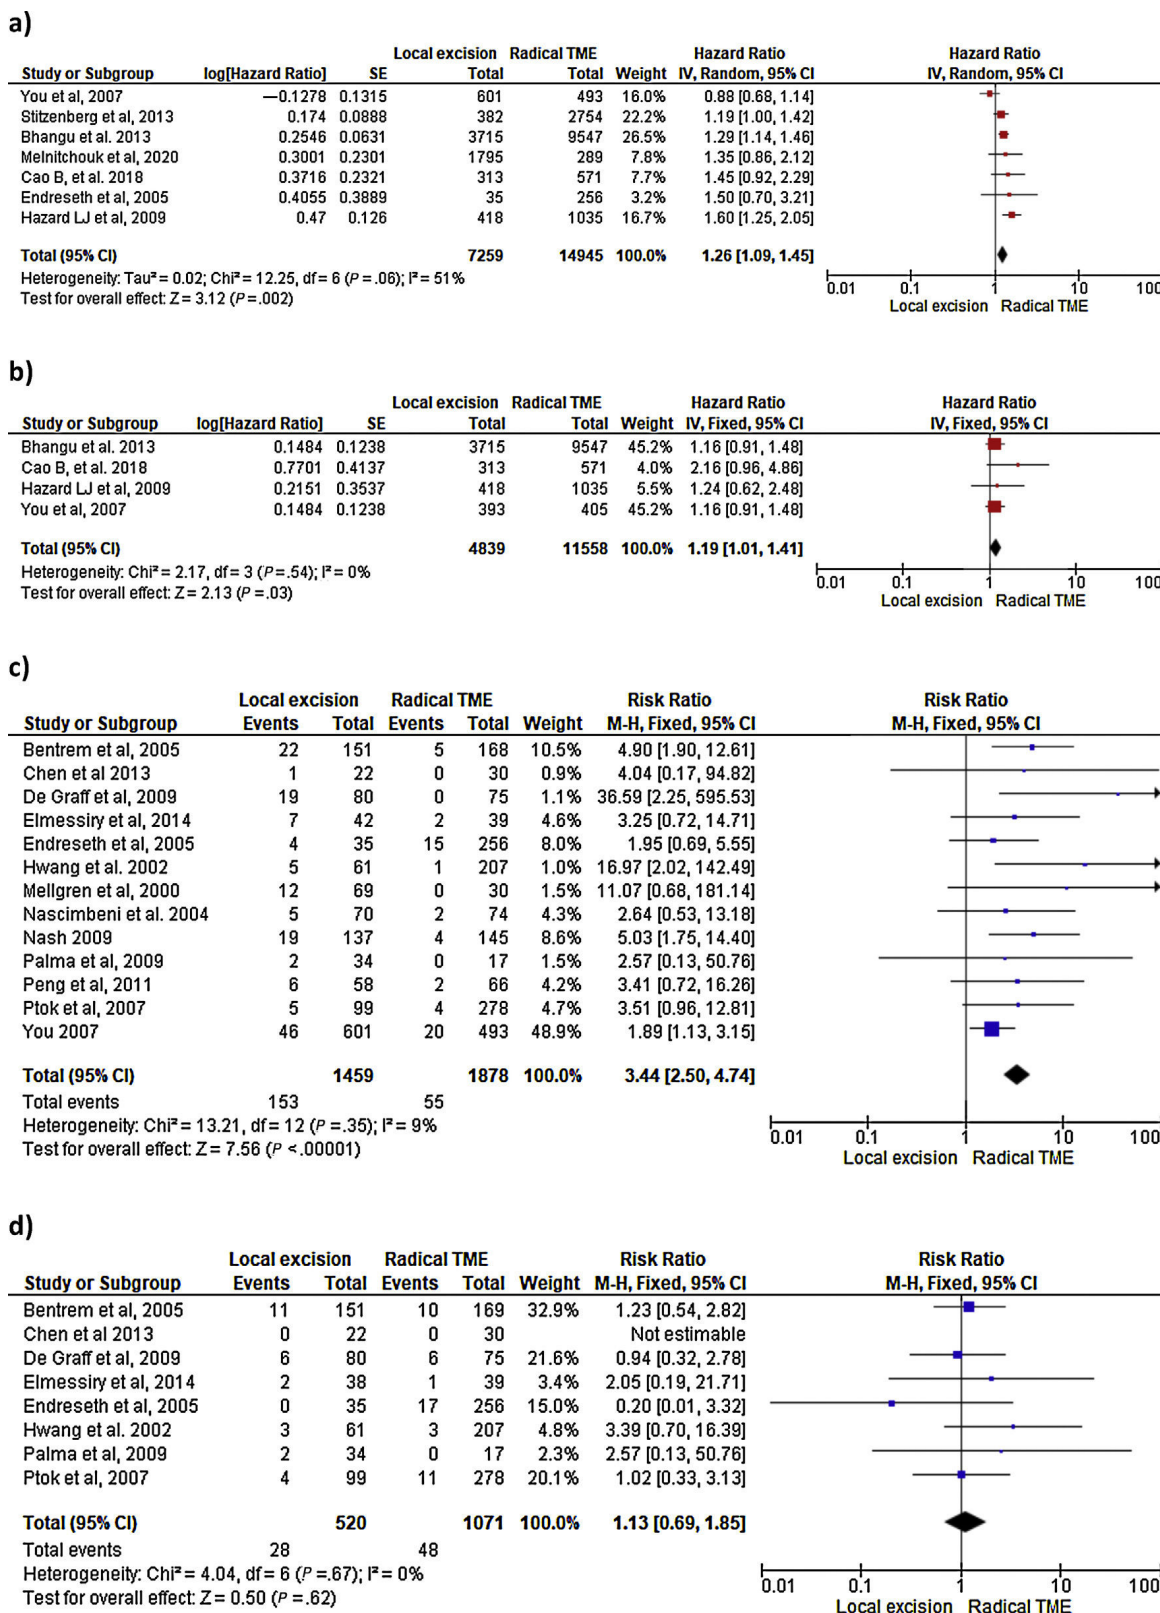 a)
Local excision Radical TME Hazard Ratio Hazard Ratio
Study or Subgroup log[Hazard Ratio] SE Total Total Weight IV, Random, 95% CI IV, Random, 95% CI
You et al, 2007 —0.1278 0.1315 601 493 16.0% 0.88 [0.68, 1.14]
Stitzenberg et al, 2013 0.174 0.0888 382 2754 22.2% 1.19 [1.00, 1.42]
Bhangu et al. 2013 0.2546 0.0631 3715 9547 26.5% 1.29 [1.14, 1.46]
Melnitchouk et al, 2020 0.3001 0.2301 1795 289 7.8% 1.35 [0.86, 2.12]
Cao B, et al. 2018 0.3716 0.2321 313 571 7.7% 1.45 [0.92, 2.29]
Endreseth et al, 2005 0.4055 0.3889 35 256 3.2% 1.50 [0.70, 3.21]
Hazard LJ et al, 2009 0.47 0.126 418 1035 16.7% 1.60 [1.25, 2.05]
Total (95% CI) 7259 14945 100.0% 1.26 [1.09, 1.45]
Heterogeneity: Tau² = 0.02; Chi² = 12.25, df = 6 (P = .06); I² = 51%
Test for overall effect: Z = 3.12 (P = .002)
0.01 0.1 1 10 100
Local excision Radical TME
b)
Local excision Radical TME Hazard Ratio Hazard Ratio
Study or Subgroup log[Hazard Ratio] SE Total Total Weight IV, Fixed, 95% CI IV, Fixed, 95% CI
Bhangu et al. 2013 0.1484 0.1238 3715 9547 45.2% 1.16 [0.91, 1.48]
Cao B, et al. 2018 0.7701 0.4137 313 571 4.0% 2.16 [0.96, 4.86]
Hazard LJ et al, 2009 0.2151 0.3537 418 1035 5.5% 1.24 [0.62, 2.48]
You et al, 2007 0.1484 0.1238 393 405 45.2% 1.16 [0.91, 1.48]
Total (95% CI) 4839 11558 100.0% 1.19 [1.01, 1.41]
Heterogeneity: Chi² = 2.17, df = 3 (P = .54); I² = 0%
Test for overall effect: Z = 2.13 (P = .03)
0.01 0.1 1 10 100
Local excision Radical TME
c)
Local excision Radical TME Risk Ratio Risk Ratio
Study or Subgroup Events Total Events Total Weight M-H, Fixed, 95% CI M-H, Fixed, 95% CI
Bentrem et al, 2005 22 151 5 168 10.5% 4.90 [1.90, 12.61]
Chen et al 2013 1 22 0 30 0.9% 4.04 [0.17, 94.82]
De Graff et al, 2009 19 80 0 75 1.1% 36.59 [2.25, 595.53]
Elmessiry et al, 2014 7 42 2 39 4.6% 3.25 [0.72, 14.71]
Endreseth et al, 2005 4 35 15 256 8.0% 1.95 [0.69, 5.55]
Hwang et al. 2002 5 61 1 207 1.0% 16.97 [2.02, 142.49]
Mellgren et al, 2000 12 69 0 30 1.5% 11.07 [0.68, 181.14]
Nascimbeni et al. 2004 5 70 2 74 4.3% 2.64 [0.53, 13.18]
Nash 2009 19 137 4 145 8.6% 5.03 [1.75, 14.40]
Palma et al, 2009 2 34 0 17 1.5% 2.57 [0.13, 50.76]
Peng et al, 2011 6 58 2 66 4.2% 3.41 [0.72, 16.26]
Ptok et al, 2007 5 99 4 278 4.7% 3.51 [0.96, 12.81]
You 2007 46 601 20 493 48.9% 1.89 [1.13, 3.15]
Total (95% CI) 1459 1878 100.0% 3.44 [2.50, 4.74]
Total events 153 55
Heterogeneity: Chi² = 13.21, df = 12 (P = .35); I² = 9%
Test for overall effect: Z = 7.56 (P <.00001)
0.01 0.1 1 10 100
Local excision Radical TME
d)
Local excision Radical TME Risk Ratio Risk Ratio
Study or Subgroup Events Total Events Total Weight M-H, Fixed, 95% CI M-H, Fixed, 95% CI
Bentrem et al, 2005 11 151 10 169 32.9% 1.23 [0.54, 2.82]
Chen et al 2013 0 22 0 30 Not estimable
De Graff et al, 2009 6 80 6 75 21.6% 0.94 [0.32, 2.78]
Elmessiry et al, 2014 2 38 1 39 3.4% 2.05 [0.19, 21.71]
Endreseth et al, 2005 0 35 17 256 15.0% 0.20 [0.01, 3.32]
Hwang et al. 2002 3 61 3 207 4.8% 3.39 [0.70, 16.39]
Palma et al, 2009 2 34 0 17 2.3% 2.57 [0.13, 50.76]
Ptok et al, 2007 4 99 11 278 20.1% 1.02 [0.33, 3.13]
Total (95% CI) 520 1071 100.0% 1.13 [0.69, 1.85]
Total events 28 48
Heterogeneity: Chi² = 4.04, df = 6 (P =.67); I² = 0%
Test for overall effect: Z = 0.50 (P =.62)
0.01 0.1 1 10 100
Local excision Radical TME